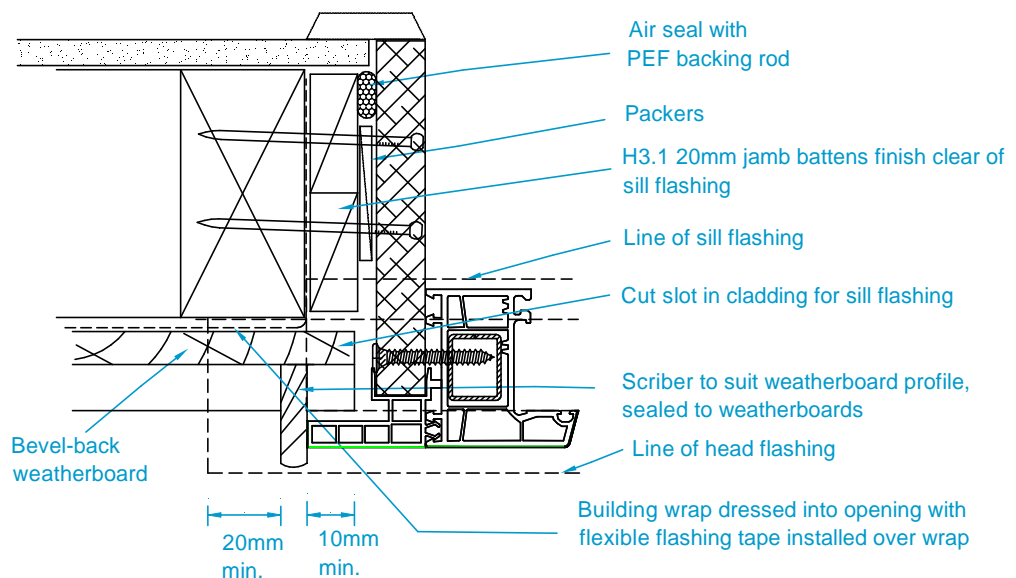 Air seal with
PEF backing rod
Packers
H3.1 20mm jamb battens finish clear of
sill flashing
Line of sill flashing
Cut slot in cladding for sill flashing
Scriber to suit weatherboard profile,
sealed to weatherboards
Bevel-back
weatherboard
Line of head flashing
Building wrap dressed into opening with
flexible flashing tape installed over wrap
20mm
min.
10mm
min.